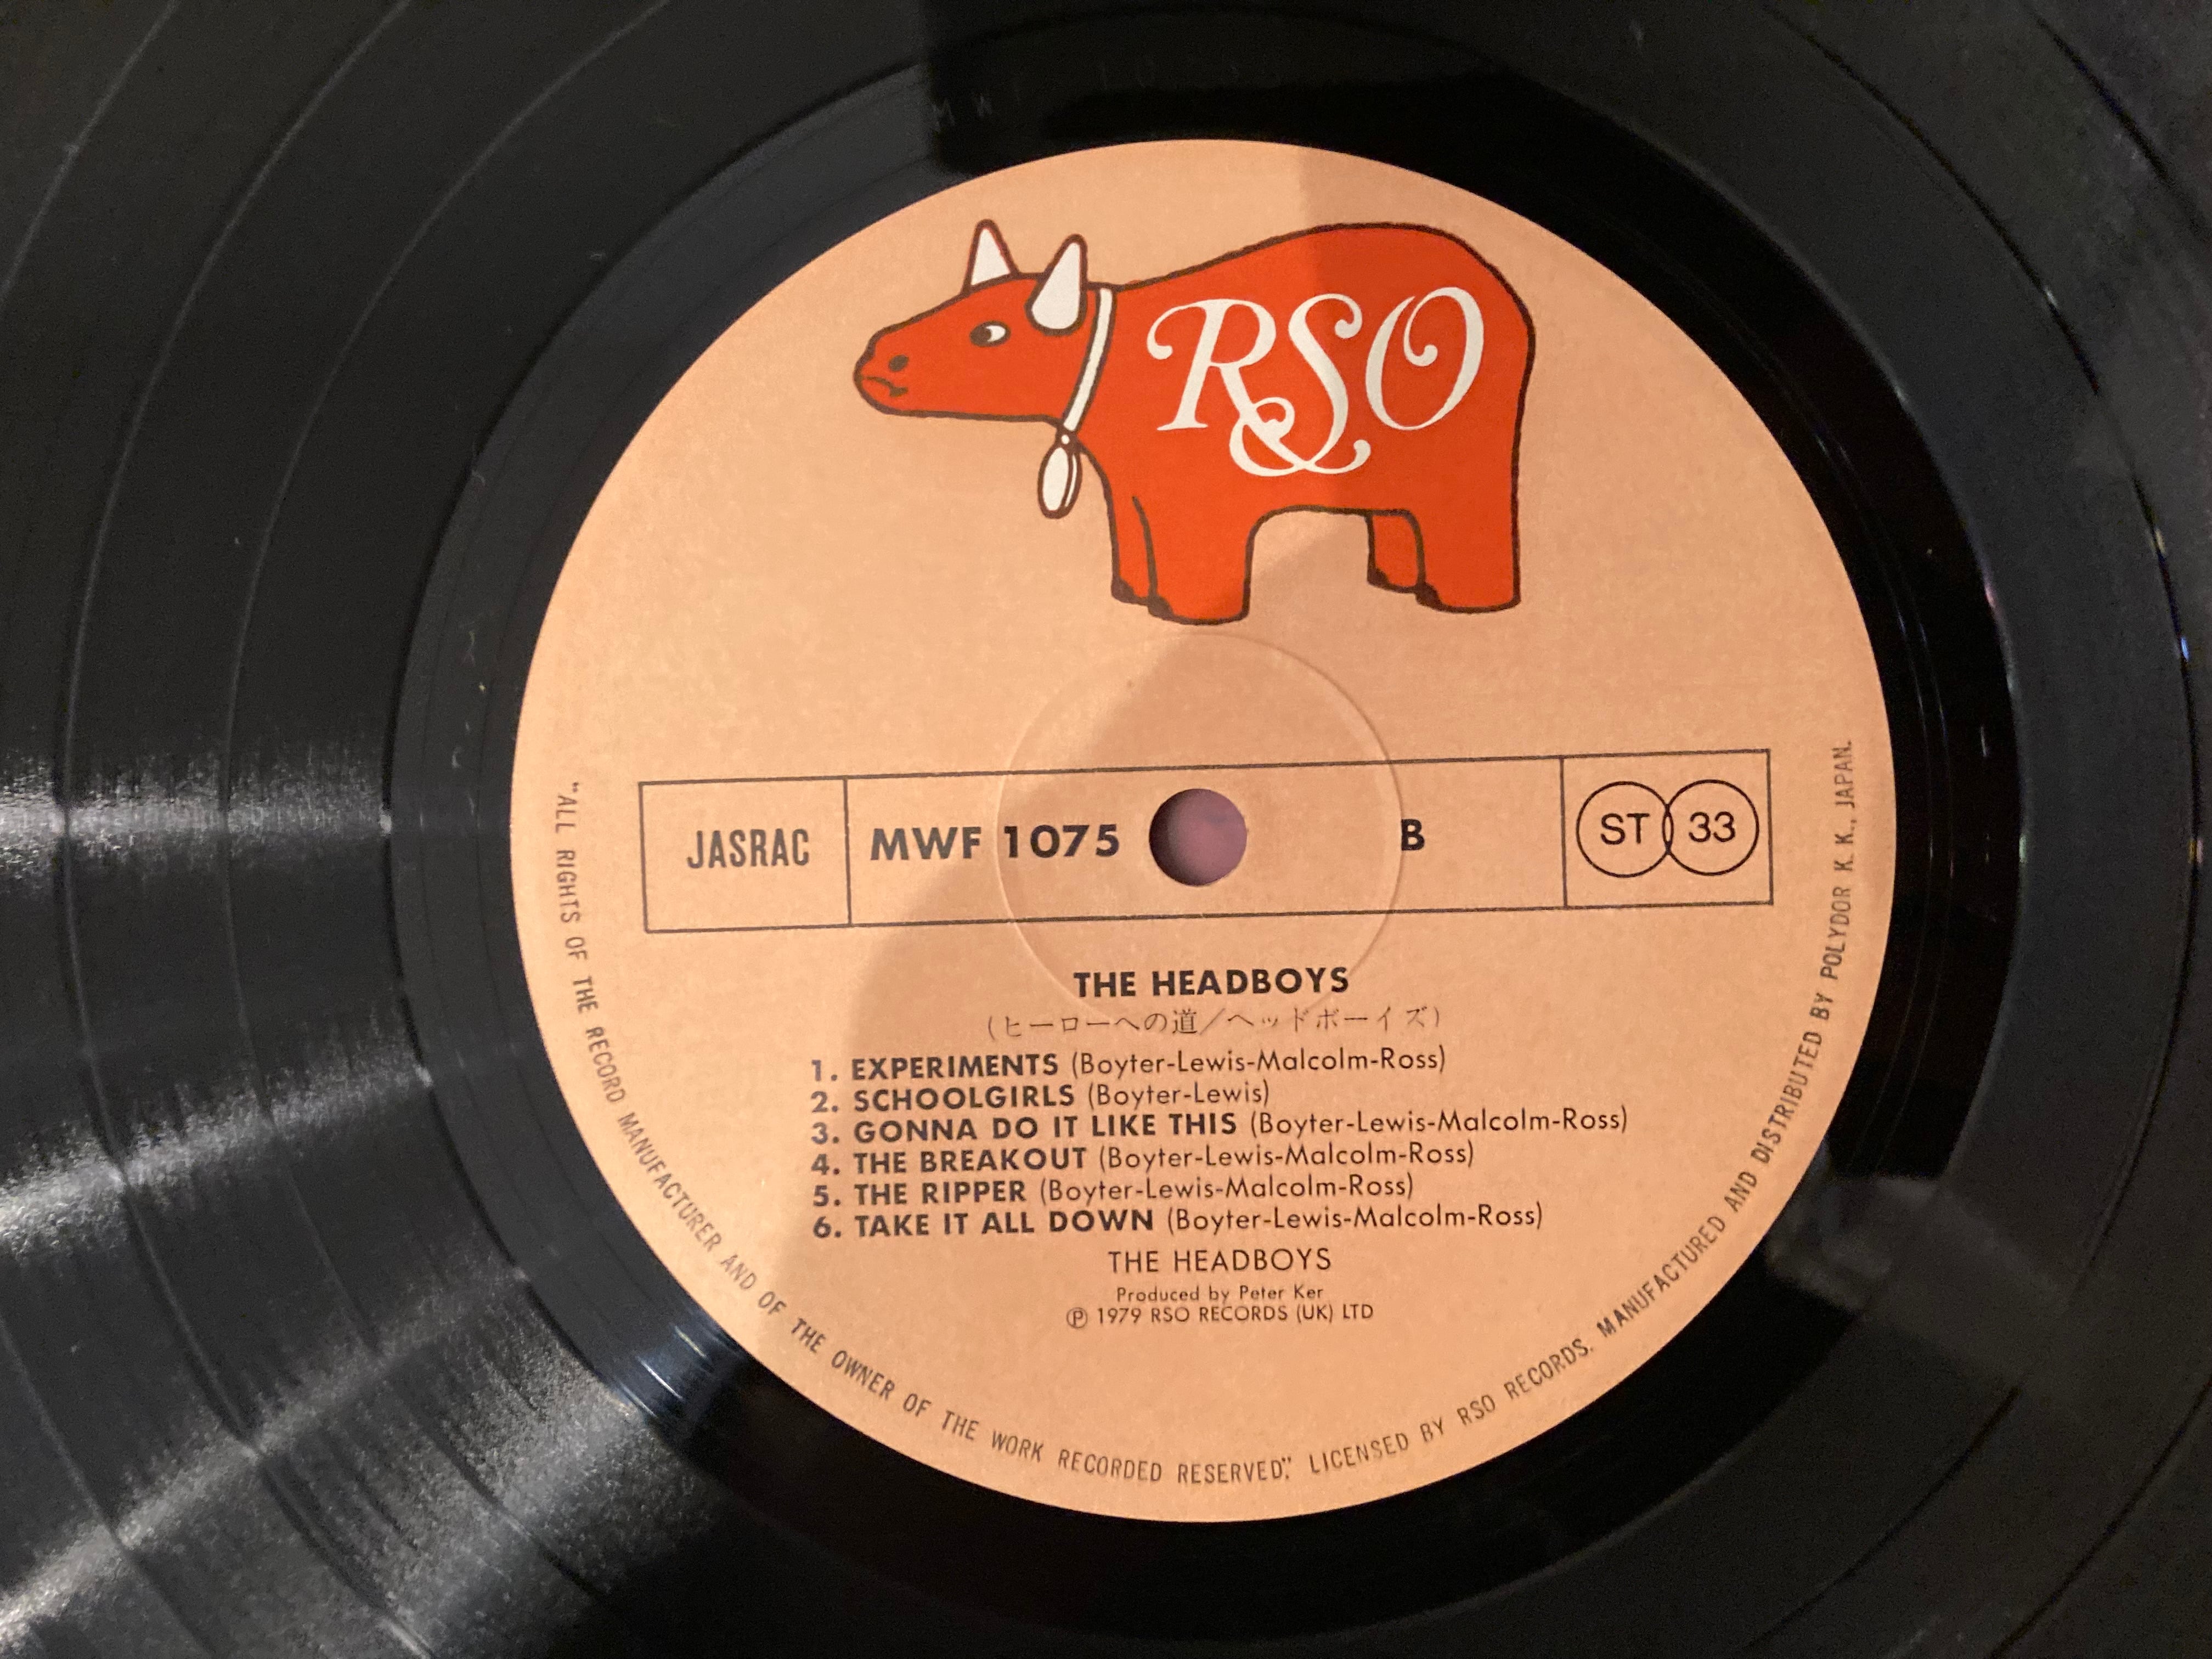 RSO
JASRAC
MWF 1075
B
ST 33
THE HEADBOYS
(ヒーローへの道/ヘッドボーイズ)
1. EXPERIMENTS (Boyter-Lewis-Malcolm-Ross)
2. SCHOOLGIRLS (Boyter-Lewis)
3. GONNA DO IT LIKE THIS (Boyter-Lewis-Malcolm-Ross)
4. THE BREAKOUT (Boyter-Lewis-Malcolm-Ross)
5. THE RIPPER (Boyter-Lewis-Malcolm-Ross)
6. TAKE IT ALL DOWN (Boyter-Lewis-Malcolm-Ross)
THE HEADBOYS
Produced by Peter Ker
℗ 1979 RSO RECORDS (UK) LTD
"ALL RIGHTS OF THE RECORD MANUFACTURER AND OF THE OWNER OF THE WORK RECORDED RESERVED". LICENSED BY RSO RECORDS. MANUFACTURED AND DISTRIBUTED BY POLYDOR K. K., JAPAN.